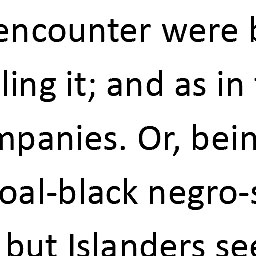 encounter were b
ling it; and as in
mpanies. Or, bein
oal-black negro-s
but Islanders see